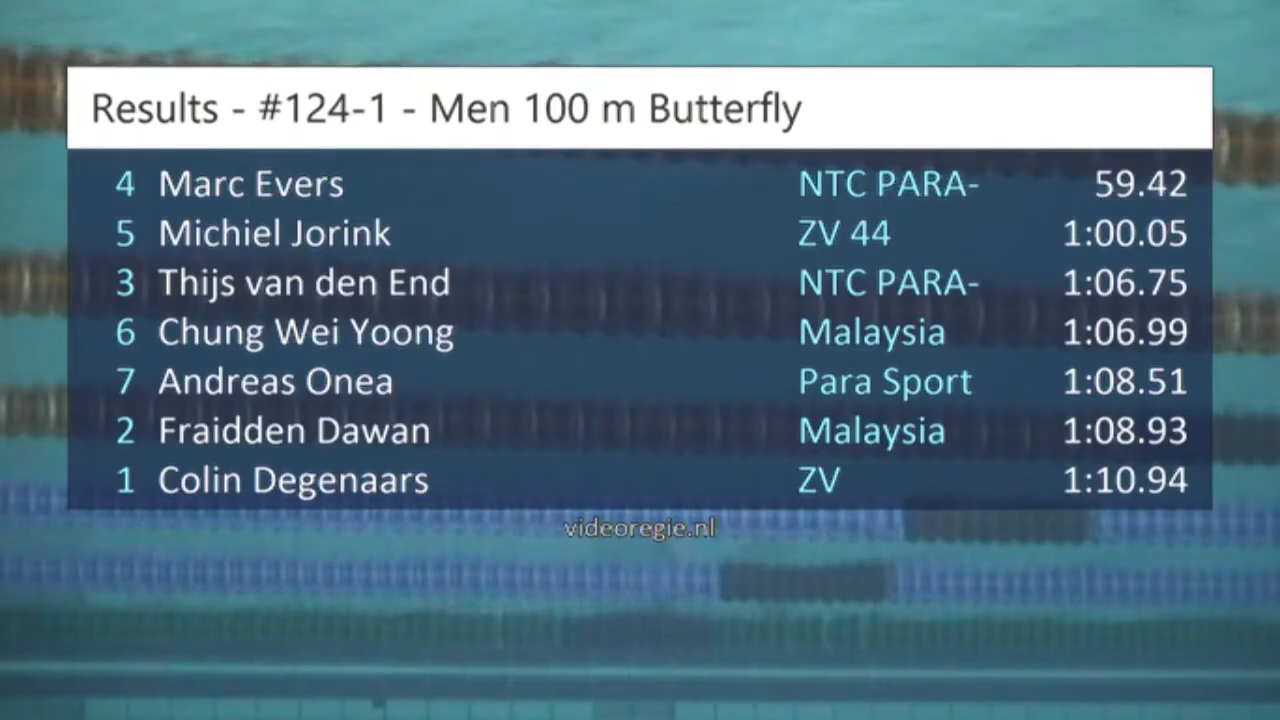 Results - #124-1 - Men 100 m Butterfly
4 Marc Evers NTC PARA- 59.42
5 Michiel Jorink ZV 44 1:00.05
3 Thijs van den End NTC PARA- 1:06.75
6 Chung Wei Yoong Malaysia 1:06.99
7 Andreas Onea Para Sport 1:08.51
2 Fraidden Dawan Malaysia 1:08.93
1 Colin Degenaars ZV 1:10.94
videoregie.nl